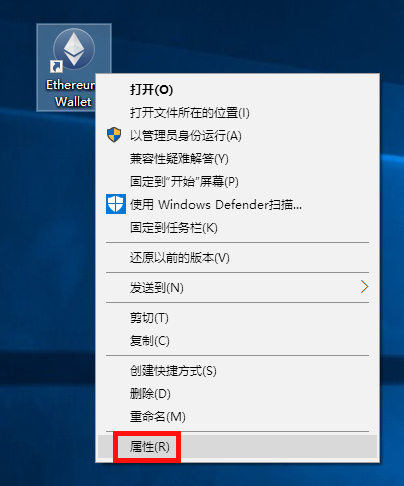 Ethereum
Wallet
打开(O)
打开文件所在的位置(I)
以管理员身份运行(A)
兼容性疑难解答(Y)
固定到"开始"屏幕(P)
使用 Windows Defender扫描...
固定到任务栏(K)
还原以前的版本(V)
发送到(N)
剪切(T)
复制(C)
创建快捷方式(S)
删除(D)
重命名(M)
属性(R)